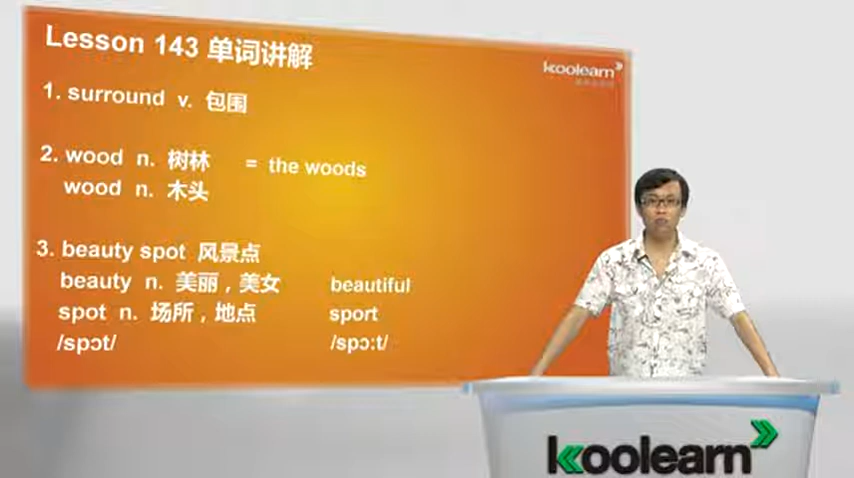 Lesson 143 单词讲解
koolearn
1. surround v. 包围
2. wood n. 树林 = the woods
wood n. 木头
3. beauty spot 风景点
beauty n. 美丽，美女 beautiful
spot n. 场所，地点 sport
/spɔt/ /spɔ:t/
koolearn